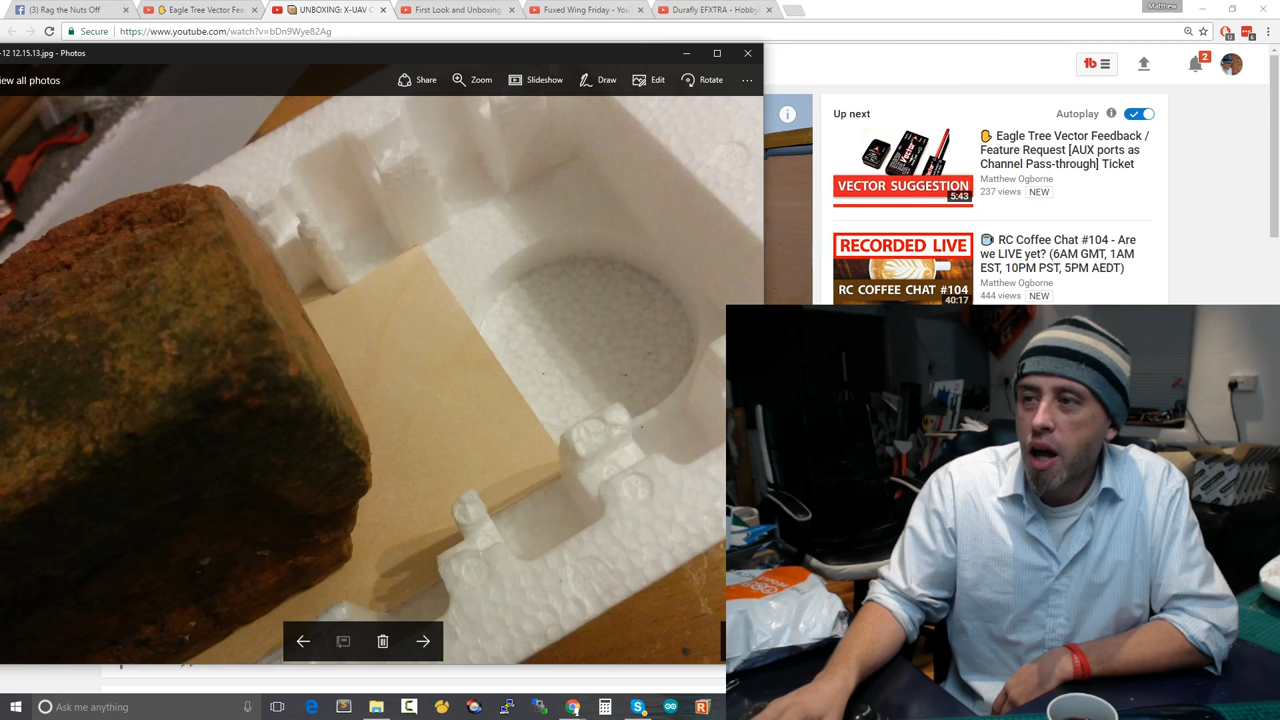 (3) Rag the Nuts Off
Eagle Tree Vector Fee
UNBOXING: X-UAV C
First Look and Unboxing
Fuxed Wing Friday - You
Durafly EFXTRA - Hobby
Matthew
Secure
https://www.youtube.com/watch?v=bDn9Wye82Ag
-12 12.15.13.jpg - Photos
iew all photos
Share
Zoom
Slideshow
Draw
Edit
Rotate
2
Up next
Autoplay
VECTOR SUGGESTION
5:43
Eagle Tree Vector Feedback /
Feature Request [AUX ports as
Channel Pass-through] Ticket
Matthew Ogborne
237 views
NEW
RECORDED LIVE
RC COFFEE CHAT #104
40:17
RC Coffee Chat #104 - Are
we LIVE yet? (6AM GMT, 1AM
EST, 10PM PST, 5PM AEDT)
Matthew Ogborne
444 views
NEW
Ask me anything